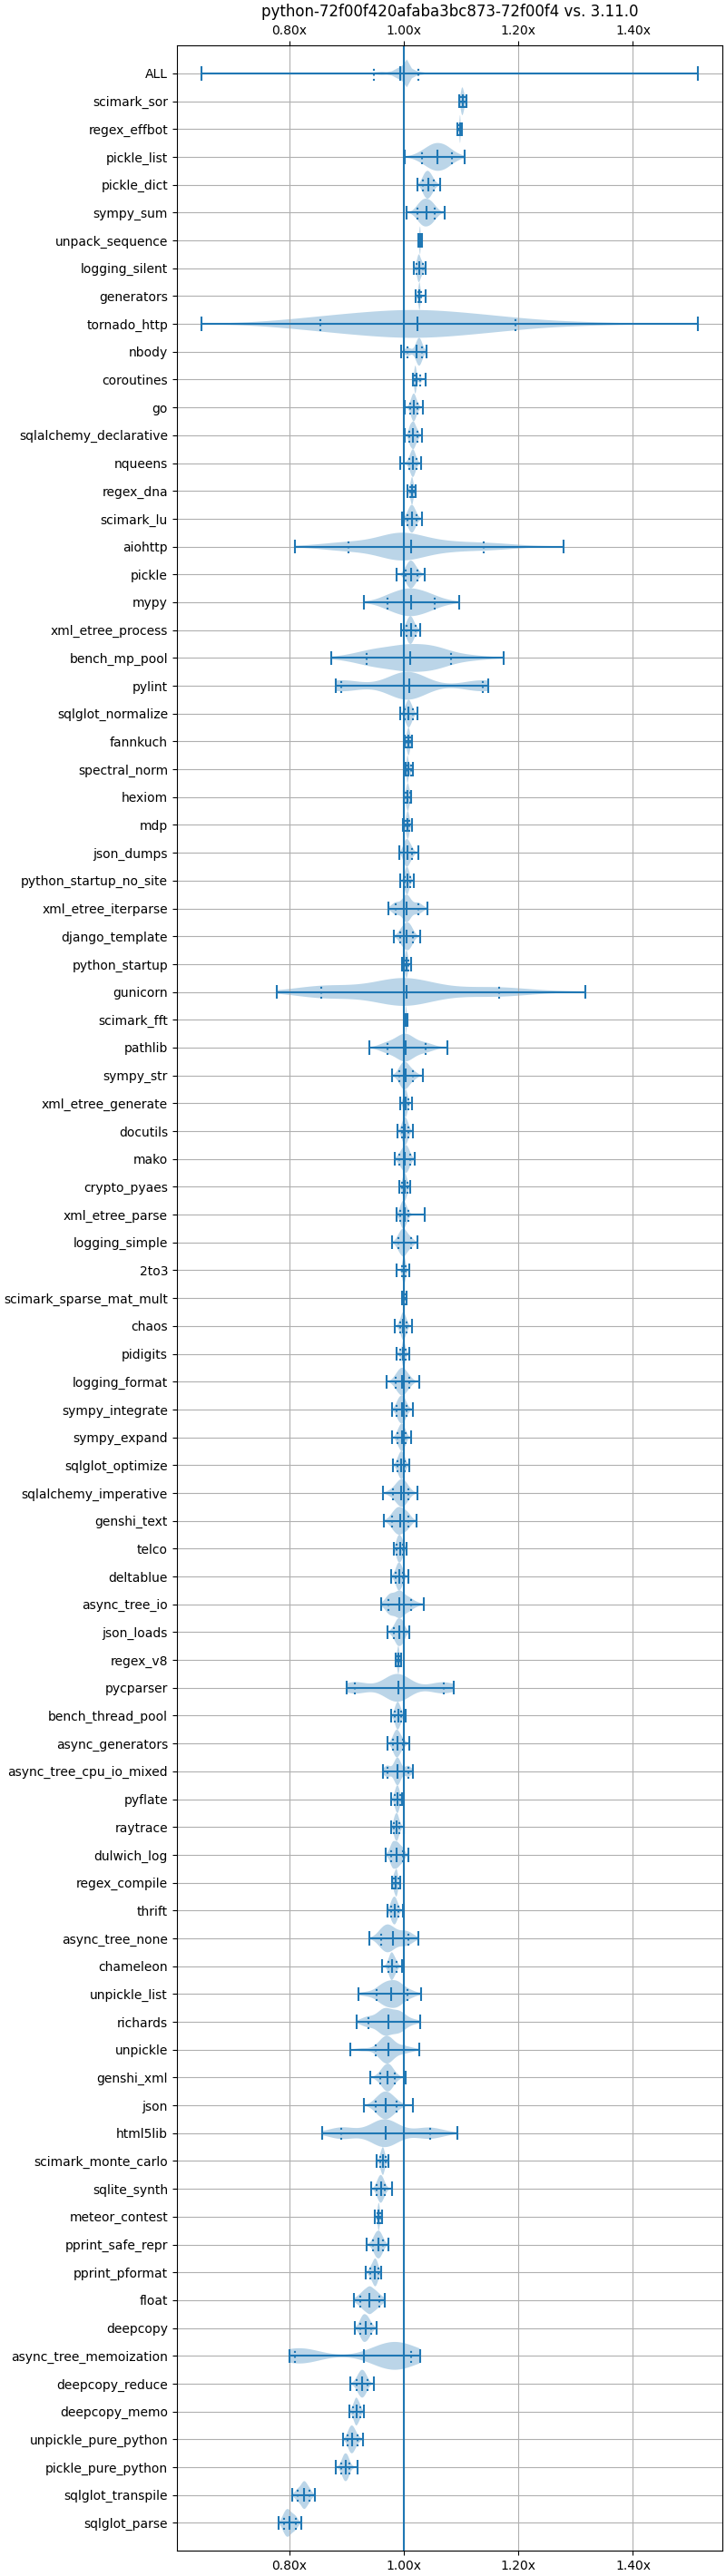 python-72f00f420afaba3bc873-72f00f4 vs. 3.11.0
0.80x 1.00x 1.20x 1.40x
ALL
scimark_sor
regex_effbot
pickle_list
pickle_dict
sympy_sum
unpack_sequence
logging_silent
generators
tornado_http
nbody
coroutines
go
sqlalchemy_declarative
nqueens
regex_dna
scimark_lu
aiohttp
pickle
mypy
xml_etree_process
bench_mp_pool
pylint
sqlglot_normalize
fannkuch
spectral_norm
hexiom
mdp
json_dumps
python_startup_no_site
xml_etree_iterparse
django_template
python_startup
gunicorn
scimark_fft
pathlib
sympy_str
xml_etree_generate
docutils
mako
crypto_pyaes
xml_etree_parse
logging_simple
2to3
scimark_sparse_mat_mult
chaos
pidigits
logging_format
sympy_integrate
sympy_expand
sqlglot_optimize
sqlalchemy_imperative
genshi_text
telco
deltablue
async_tree_io
json_loads
regex_v8
pycparser
bench_thread_pool
async_generators
async_tree_cpu_io_mixed
pyflate
raytrace
dulwich_log
regex_compile
thrift
async_tree_none
chameleon
unpickle_list
richards
unpickle
genshi_xml
json
html5lib
scimark_monte_carlo
sqlite_synth
meteor_contest
pprint_safe_repr
pprint_pformat
float
deepcopy
async_tree_memoization
deepcopy_reduce
deepcopy_memo
unpickle_pure_python
pickle_pure_python
sqlglot_transpile
sqlglot_parse
0.80x 1.00x 1.20x 1.40x